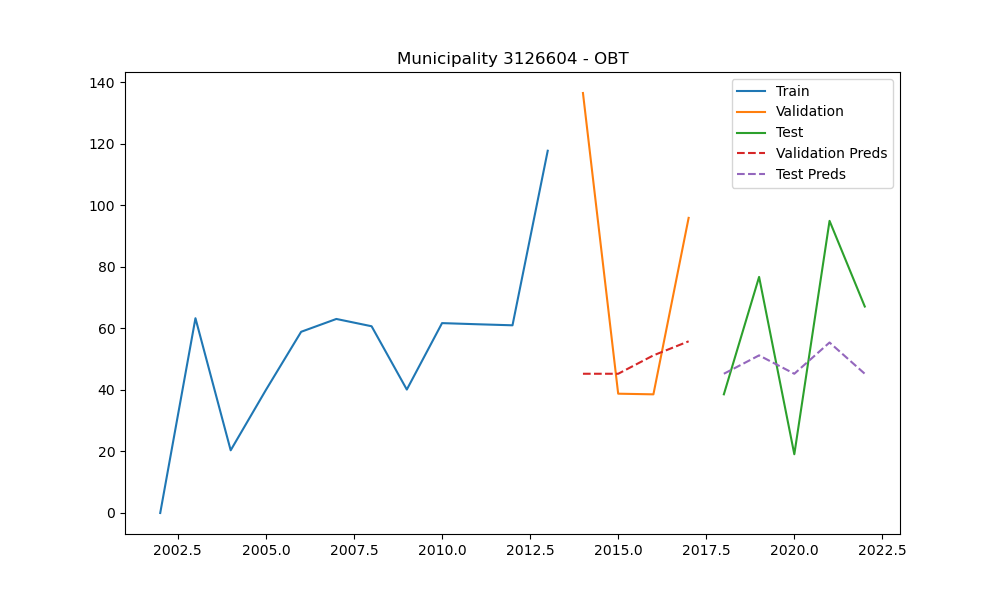 Municipality 3126604 - OBT
140
120
100
80
60
40
20
0
Train
Validation
Test
Validation Preds
Test Preds
2002.5 2005.0 2007.5 2010.0 2012.5 2015.0 2017.5 2020.0 2022.5